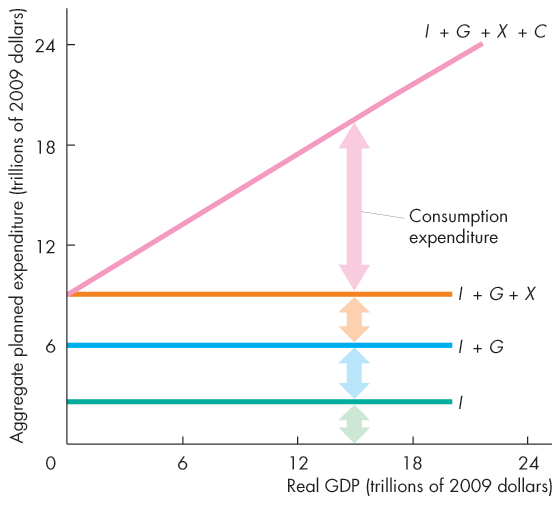 Aggregate planned expenditure (trillions of 2009 dollars)
I + G + X + C
24
18
12
6
0
Consumption
expenditure
I + G + X
I + G
I
6
12
18
24
Real GDP (trillions of 2009 dollars)